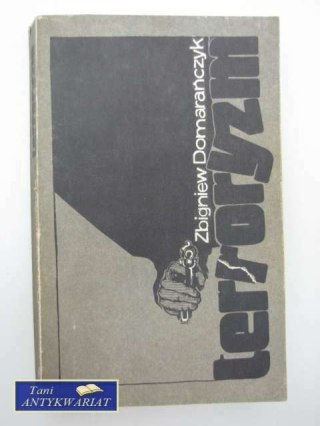 Zbigniew Domarańczyk
terroryzm
Tani
ANTYKWARIAT